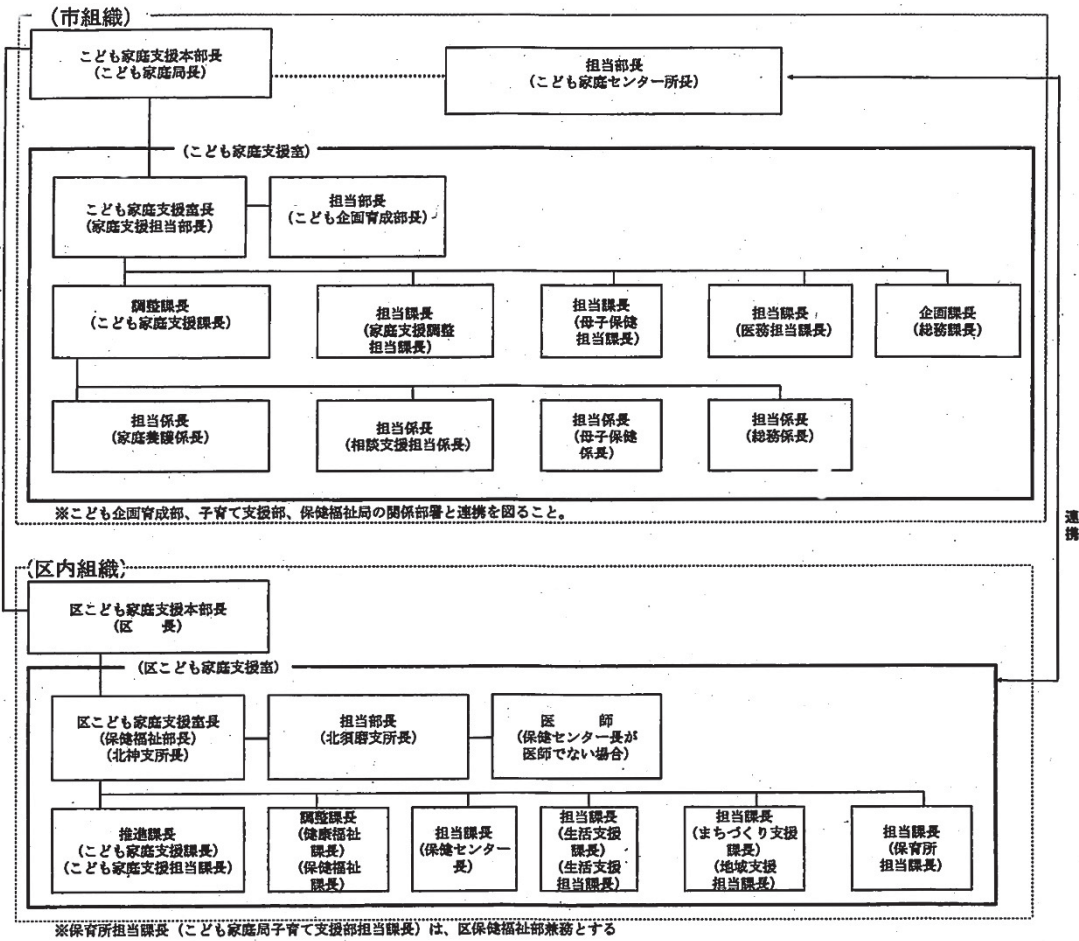 (市組織)
こども家庭支援本部長
(こども家庭局長)
担当部長
(こども家庭センター所長)
(こども家庭支援室)
こども家庭支援室長
(家庭支援担当部長)
担当部長
(こども企画育成部長)
調整課長
(こども家庭支援課長)
担当課長
(家庭支援調整
担当課長)
担当課長
(母子保健
担当課長)
担当課長
(医務担当課長)
企画課長
(総務課長)
担当係長
(家庭養護係長)
担当係長
(相談支援担当係長)
担当係長
(母子保健
係長)
担当係長
(総務係長)
※こども企画育成部、子育て支援部、保健福祉局の関係部署と連携を図ること。
連携
(区内組織)
区こども家庭支援本部長
(区　　長)
(区こども家庭支援室)
区こども家庭支援室長
(保健福祉部長)
(北神支所長)
担当部長
(北須磨支所長)
医　　師
(保健センター長が
医師でない場合)
推進課長
(こども家庭支援課長)
(こども家庭支援担当課長)
調整課長
(健康福祉
課長)
(保健福祉
課長)
担当課長
(保健センター
長)
担当課長
(生活支援
課長)
(生活支援
担当課長)
担当課長
(まちづくり支援
課長)
(地域支援
担当課長)
担当課長
(保育所
担当課長)
※保育所担当課長(こども家庭局子育て支援部担当課長)は、区保健福祉部兼務とする